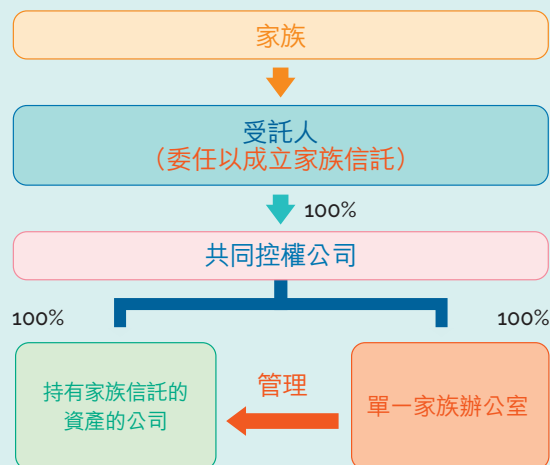 家族
受託人
（委任以成立家族信託）
100%
共同控權公司
100%
100%
持有家族信託的
資產的公司
管理
單一家族辦公室